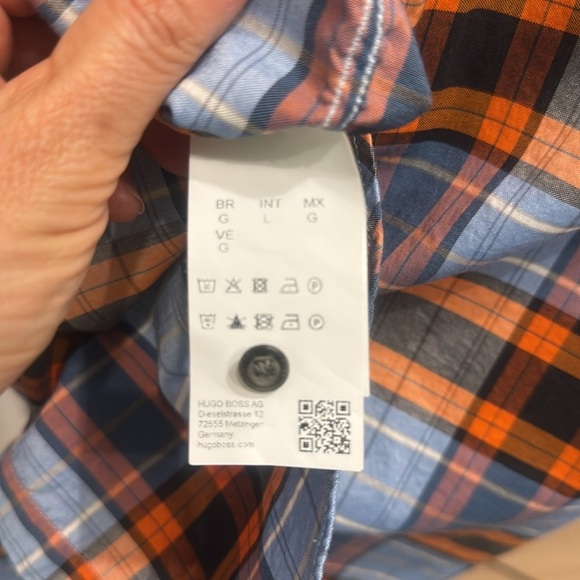 BR INT MX
G L G
VE
G
P
P
HUGO BOSS AG
Dieselstrasse 12
72555 Metzingen
Germany
hugoboss.com